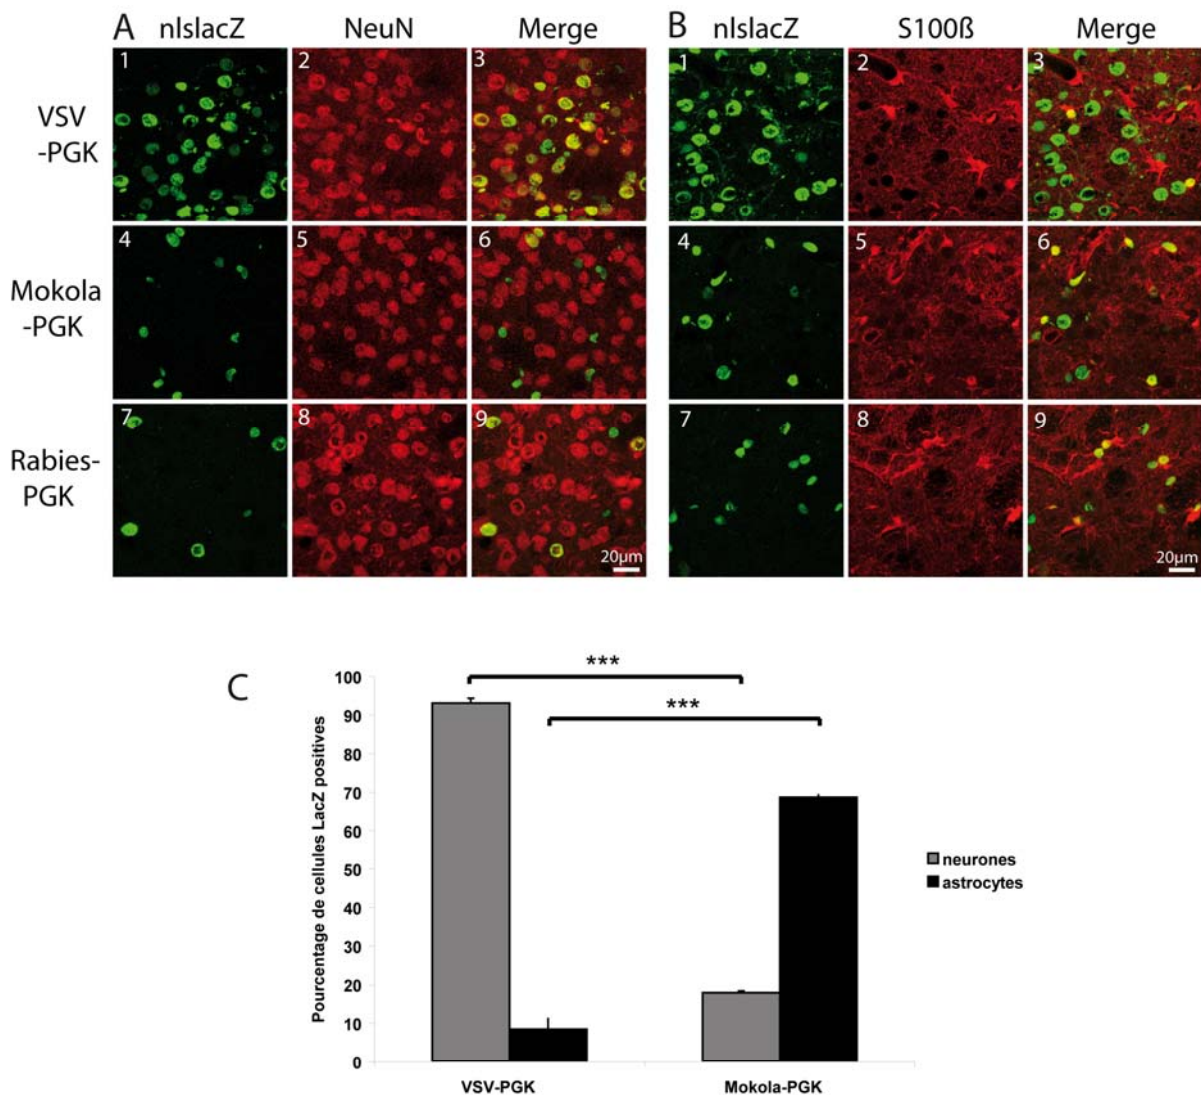 A nlslacZ NeuN Merge B nlslacZ S100ß Merge
VSV
-PGK
1 2 3 1 2 3
Mokola
-PGK
4 5 6 4 5 6
Rabies-
PGK
7 8 9 7 8 9
20µm 20µm
C
***
***
100
90
80
70
60
50
40
30
20
10
0
Pourcentage de cellules LacZ positives
neurones
astrocytes
VSV-PGK Mokola-PGK